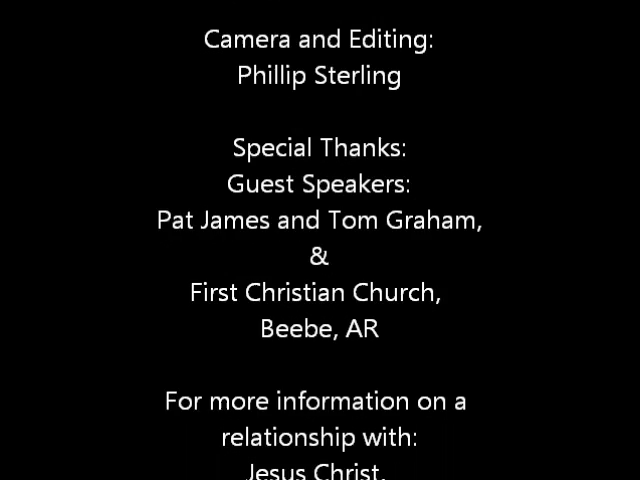 Camera and Editing:
Phillip Sterling
Special Thanks:
Guest Speakers:
Pat James and Tom Graham,
&
First Christian Church,
Beebe, AR
For more information on a
relationship with:
Jesus Christ,